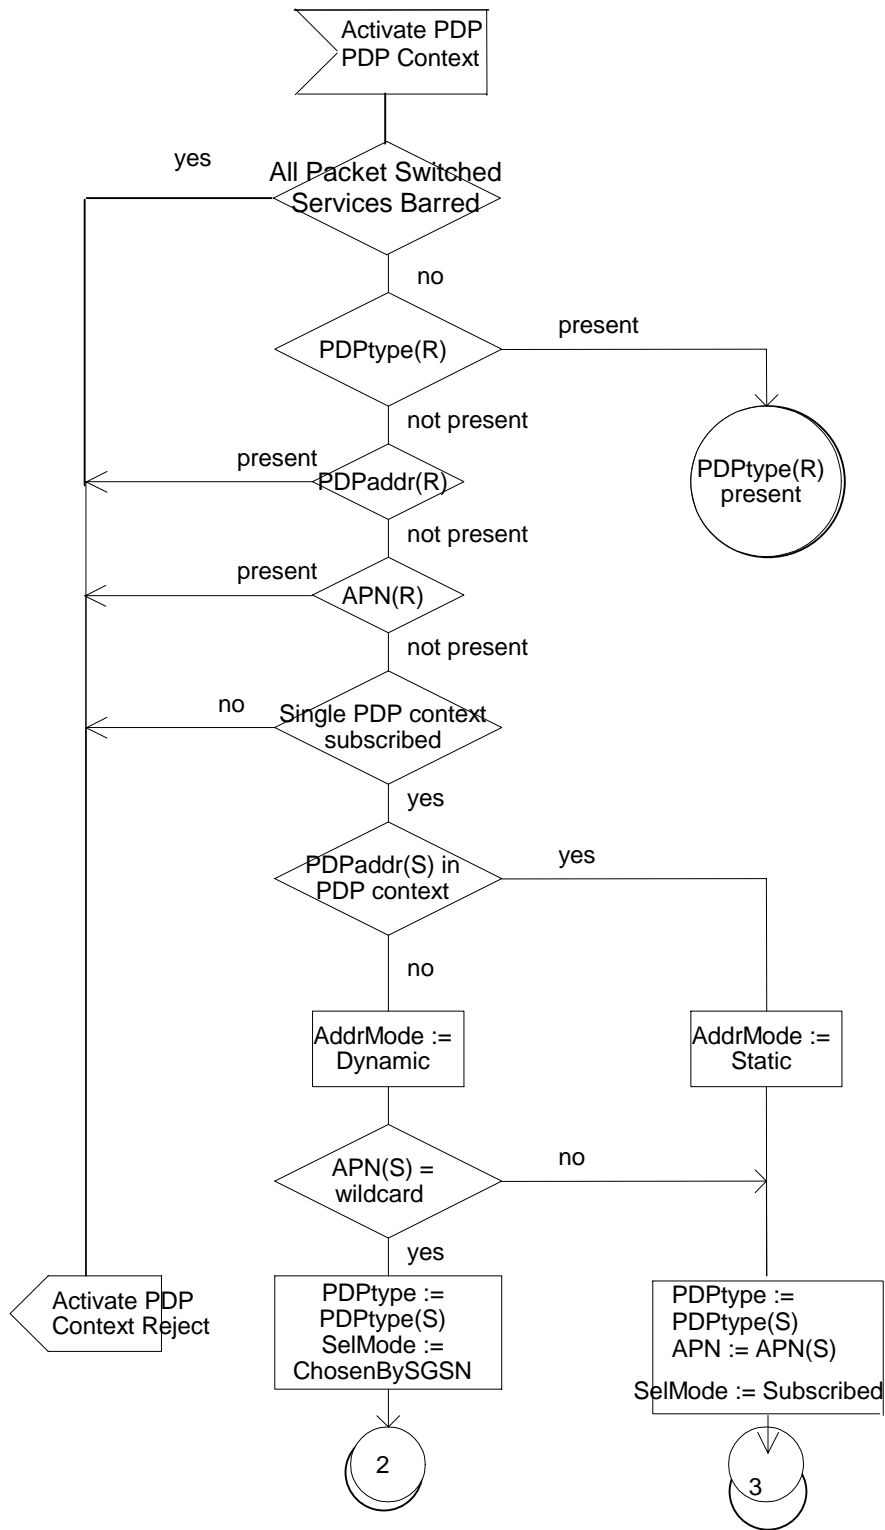 Activate PDP
PDP Context
yes
All Packet Switched
Services Barred
no
PDPtype(R)
present
not present
present
PDPaddr(R)
PDPtype(R)
present
not present
present
APN(R)
not present
no
Single PDP context
subscribed
yes
PDPaddr(S) in
PDP context
yes
no
AddrMode :=
Dynamic
AddrMode :=
Static
APN(S) =
wildcard
no
yes
Activate PDP
Context Reject
PDPtype :=
PDPtype(S)
SelMode :=
ChosenBySGSN
PDPtype :=
PDPtype(S)
APN := APN(S)
SelMode := Subscribed
2
3